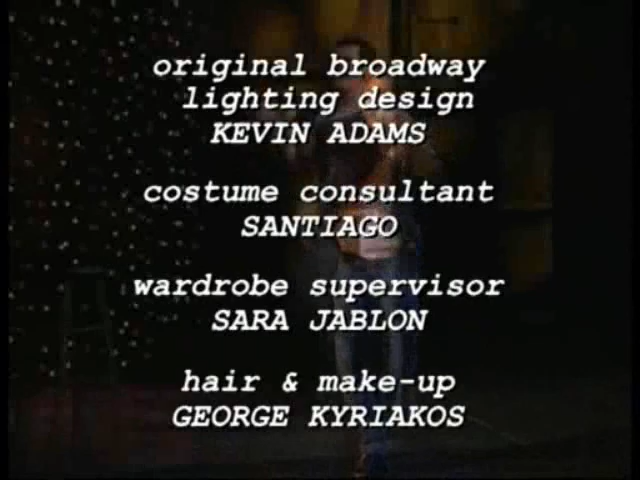 original broadway
lighting design
KEVIN ADAMS
costume consultant
SANTIAGO
wardrobe supervisor
SARA JABLON
hair & make-up
GEORGE KYRIAKOS